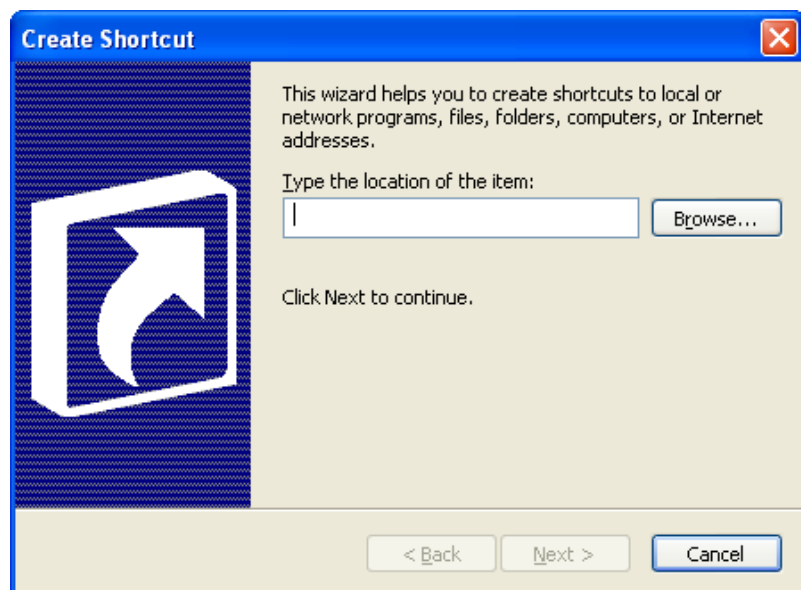 Create Shortcut
This wizard helps you to create shortcuts to local or
network programs, files, folders, computers, or Internet
addresses.
Type the location of the item:
Browse...
Click Next to continue.
< Back Next > Cancel